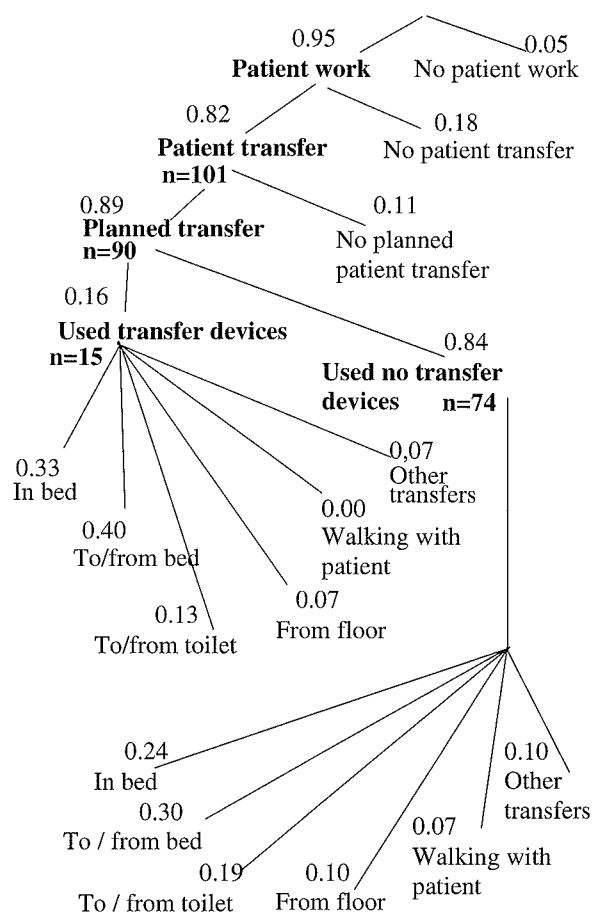 0.95
Patient work
0.05
No patient work
0.82
Patient transfer
n=101
0.18
No patient transfer
0.89
Planned transfer
n=90
0.11
No planned
patient transfer
0.16
Used transfer devices
n=15
0.84
Used no transfer
devices n=74
0.33
In bed
0.40
To/from bed
0.13
To/from toilet
0.07
From floor
0.00
Walking with
patient
0,07
Other
transfers
0.24
In bed
0.30
To / from bed
0.19
To / from toilet
0.10
From floor
0.07
Walking with
patient
0.10
Other
transfers